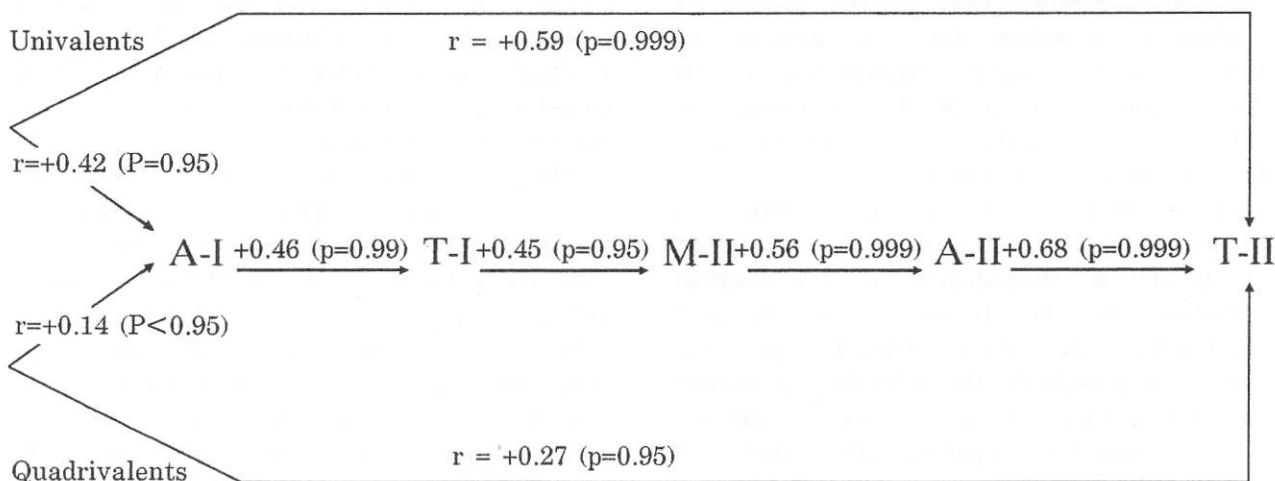 Univalents
r = +0.59 (p=0.999)
r=+0.42 (P=0.95)
A-I +0.46 (p=0.99) T-I +0.45 (p=0.95) M-II +0.56 (p=0.999) A-II +0.68 (p=0.999) T-II
r=+0.14 (P<0.95)
r = +0.27 (p=0.95)
Quadrivalents